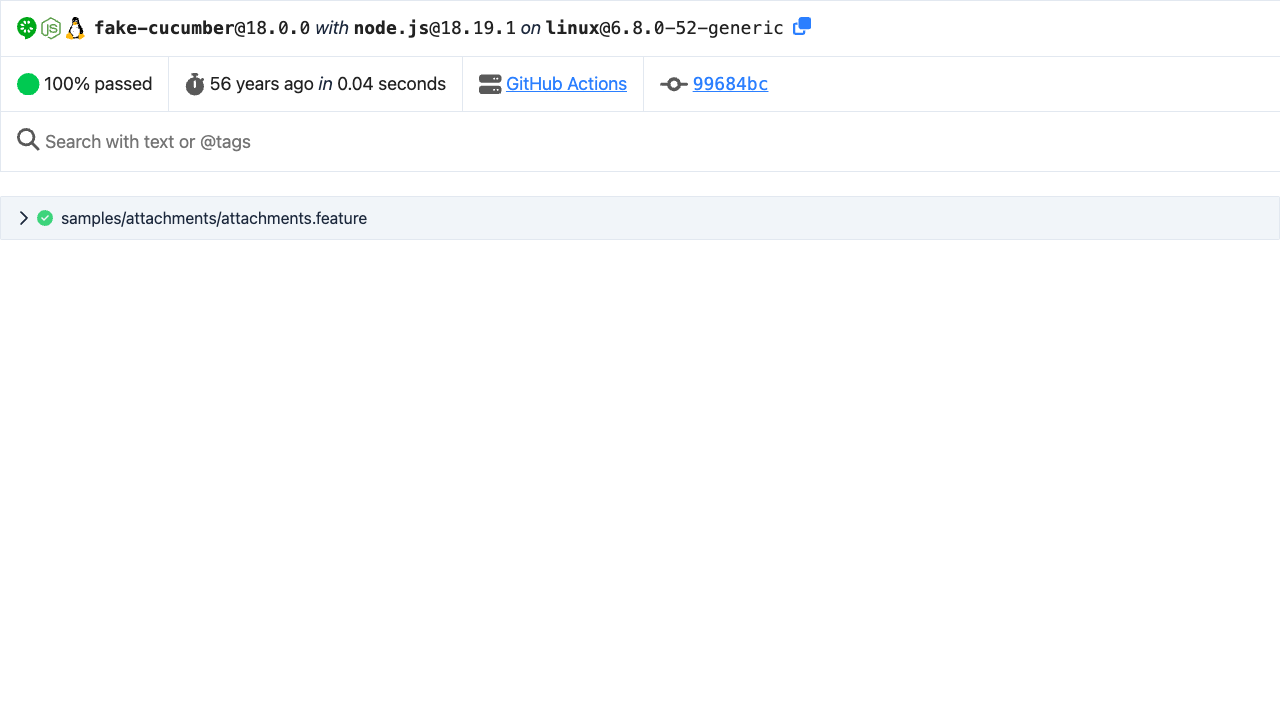 fake-cucumber@18.0.0 with node.js@18.19.1 on linux@6.8.0-52-generic
100% passed 56 years ago in 0.04 seconds GitHub Actions 99684bc
Search with text or @tags
samples/attachments/attachments.feature